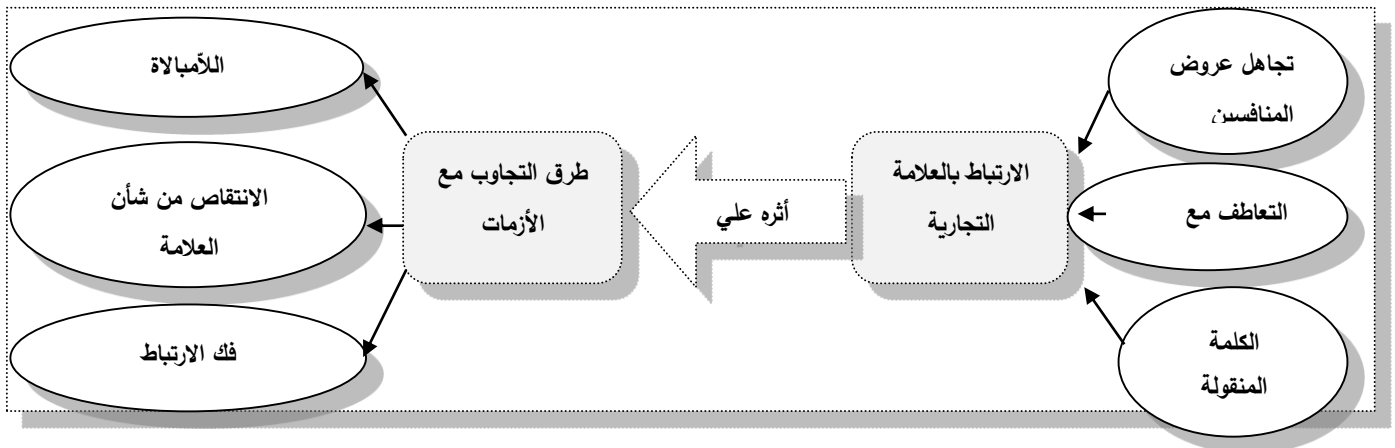 تجاهل عروض
المنافسين
التعاطف مع
الكلمة
المنقولة
الارتباط بالعلامة
التجارية
أثره علي
طرق التجاوب مع
الأزمات
اللاّمبالاة
الانتقاص من شأن
العلامة
فك الارتباط